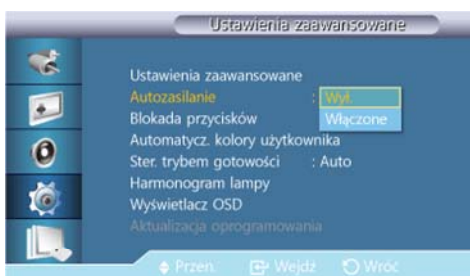 Ustawienia zaawansowane
Ustawienia zaawansowane
Autozasilanie : Wył.
Blokada przycisków Włączone
Automatycz. kolory użytkownika
Ster. trybem gotowości : Auto
Harmonogram lampy
Wyświetlacz OSD
Aktualizacja oprogramowania
Przen. Wejdź Wróć